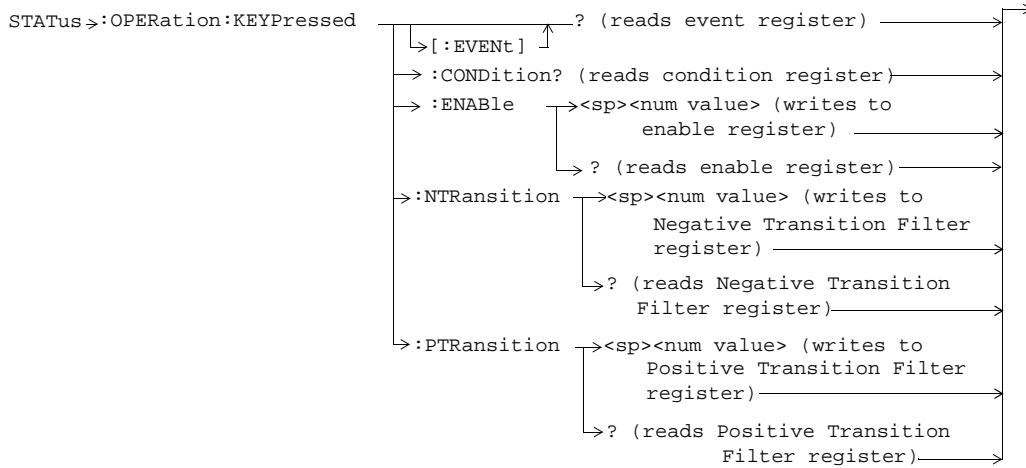 STATus :OPERation:KEYPressed ? (reads event register)
[:EVENt]
:CONDition? (reads condition register)
:ENABle <sp><num value> (writes to
enable register)
? (reads enable register)
:NTRansition <sp><num value> (writes to
Negative Transition Filter
register)
? (reads Negative Transition
Filter register)
:PTRansition <sp><num value> (writes to
Positive Transition Filter
register)
? (reads Positive Transition
Filter register)